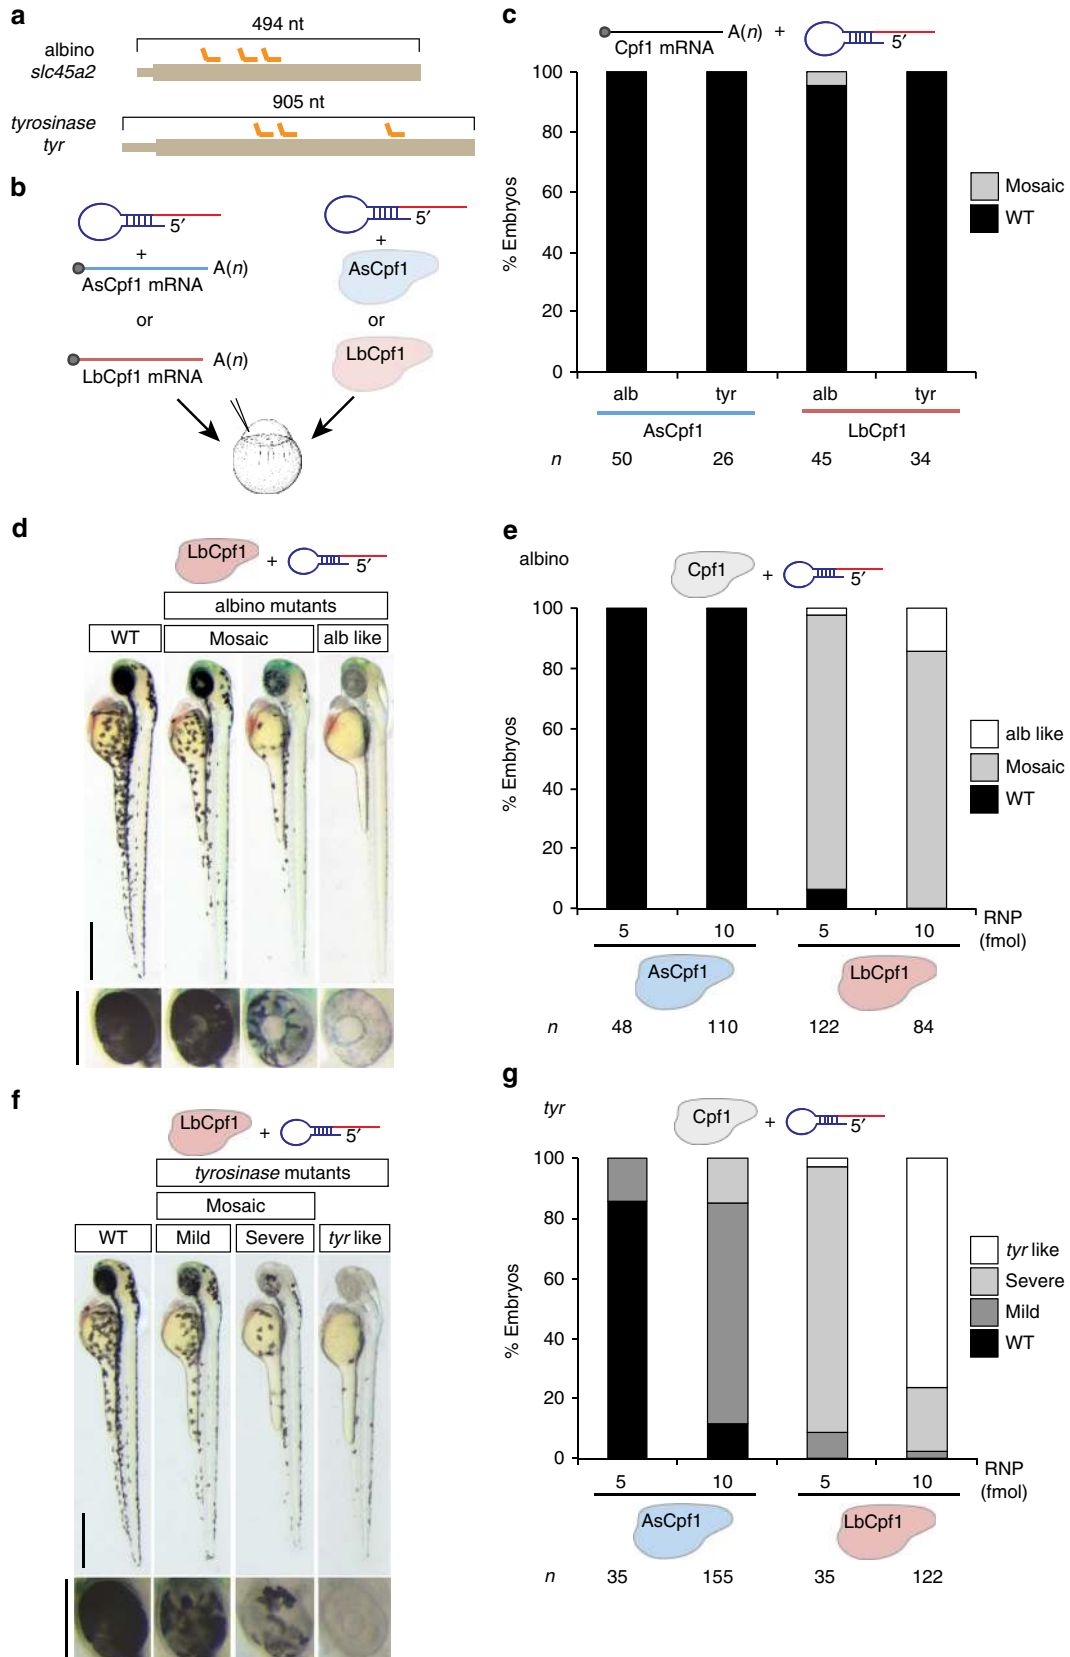 a
494 nt
albino
slc45a2
905 nt
tyrosinase
tyr
b
5′
+
AsCpf1 mRNA
A(n)
or
LbCpf1 mRNA
A(n)
5′
+
AsCpf1
or
LbCpf1
c
Cpf1 mRNA
A(n) +
5′
% Embryos
100
80
60
40
20
0
Mosaic
WT
alb tyr alb tyr
AsCpf1 LbCpf1
n 50 26 45 34
d
LbCpf1 + 5′
albino mutants
WT Mosaic alb like
e
albino
Cpf1 + 5′
% Embryos
100
80
60
40
20
0
alb like
Mosaic
WT
5 10 5 10 RNP
(fmol)
AsCpf1 LbCpf1
n 48 110 122 84
f
LbCpf1 + 5′
tyrosinase mutants
Mosaic
WT Mild Severe tyr like
g
tyr
Cpf1 + 5′
% Embryos
100
80
60
40
20
0
tyr like
Severe
Mild
WT
5 10 5 10 RNP
(fmol)
AsCpf1 LbCpf1
n 35 155 35 122